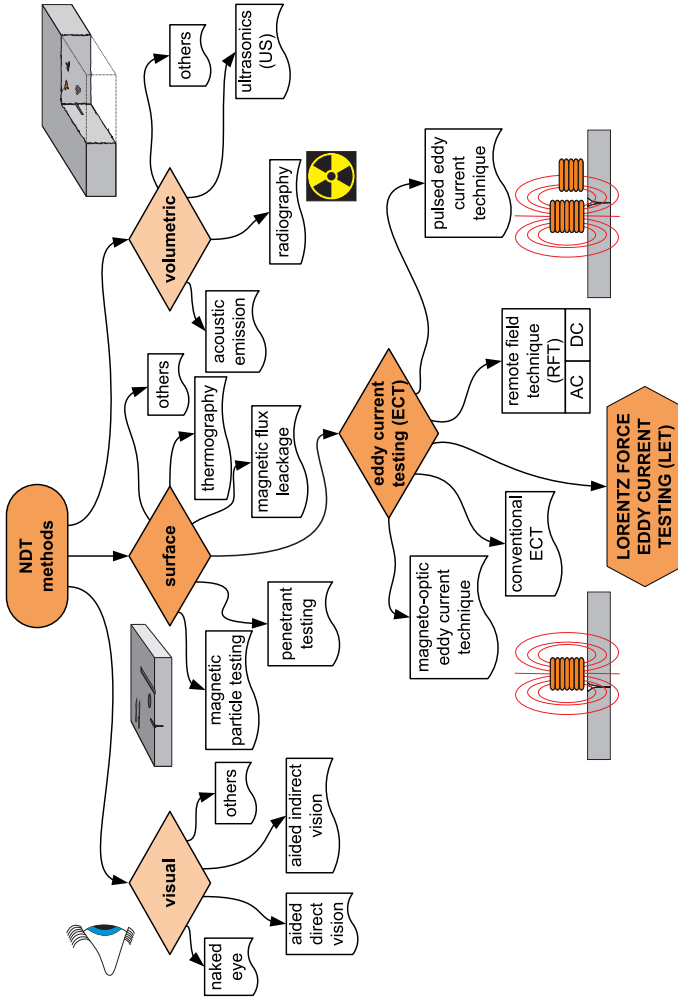 NDT
methods
visual
surface
volumetric
naked
eye
aided
direct
vision
aided indirect
vision
others
magnetic
particle testing
penetrant
testing
magnetic flux
leackage
thermography
others
acoustic
emission
radiography
ultrasonics
(US)
others
eddy current
testing (ECT)
magneto-optic
eddy current
technique
conventional
ECT
LORENTZ FORCE
EDDY CURRENT
TESTING (LET)
remote field
technique
(RFT)
AC DC
pulsed eddy
current
technique